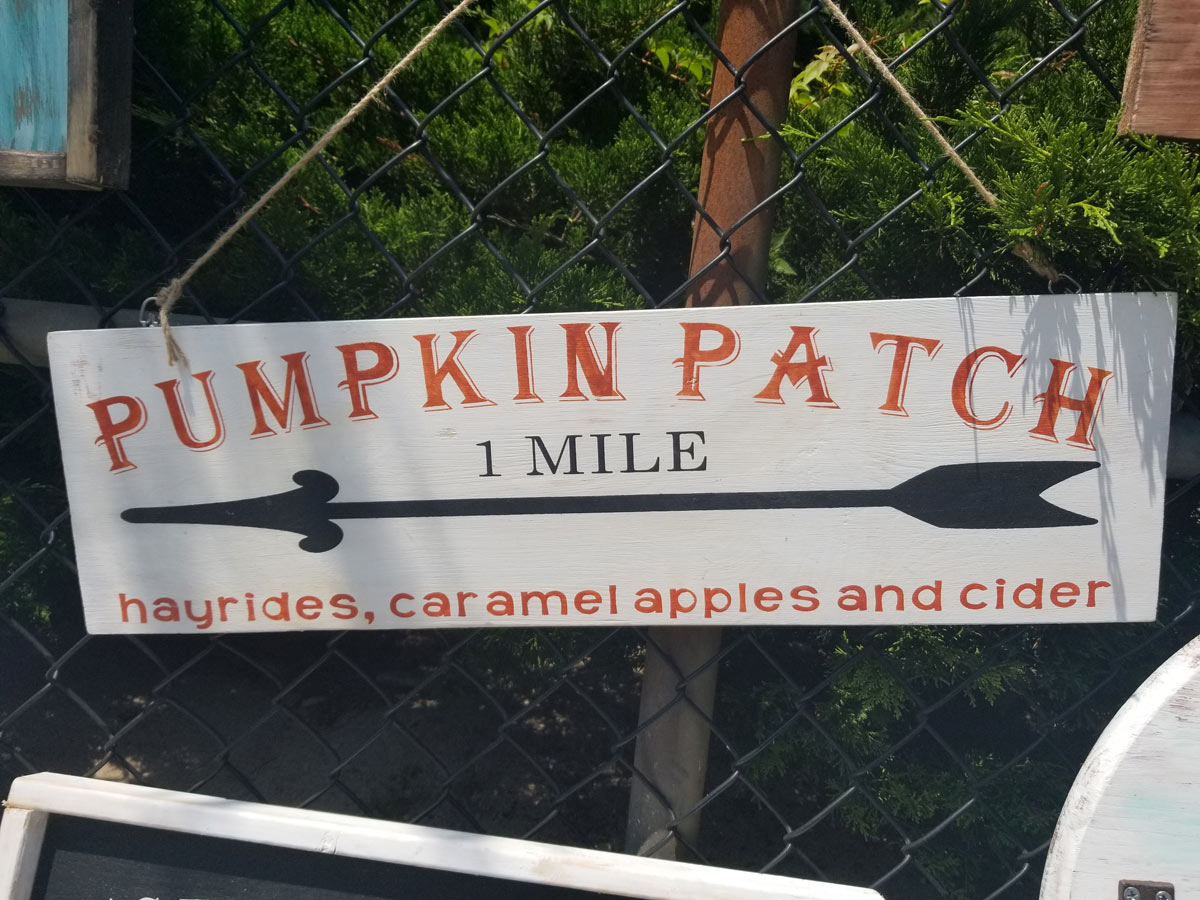 PUMPKIN PATCH
1 MILE
hayrides, caramel apples and cider